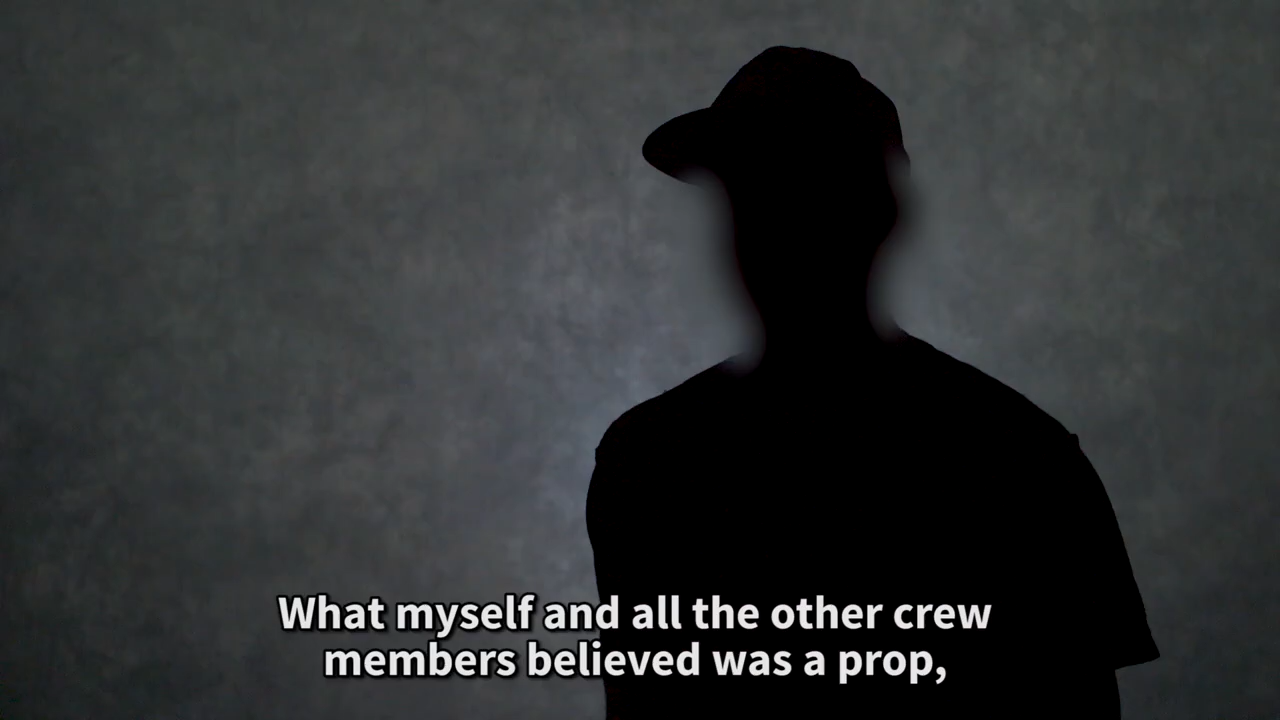 What myself and all the other crew
members believed was a prop,